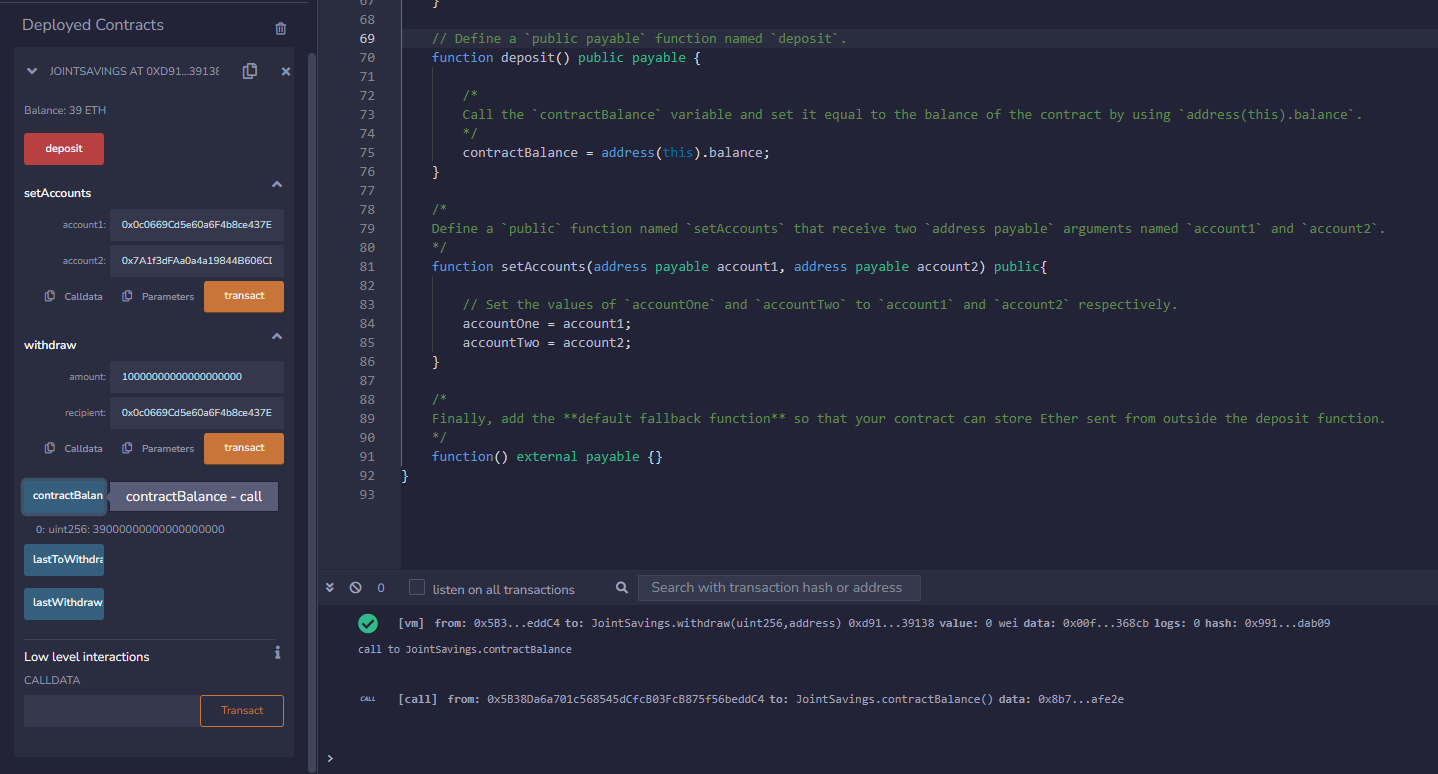 Deployed Contracts
JOINTSAVINGS AT 0XD91...39138
Balance: 39 ETH
deposit
setAccounts
account1: 0x0c0669Cd5e60a6F4b8ce437E
account2: 0x7A1f3dFAa0a4a19844B606CD
Calldata Parameters transact
withdraw
amount: 10000000000000000000
recipient: 0x0c0669Cd5e60a6F4b8ce437E
Calldata Parameters transact
contractBalan contractBalance - call
0: uint256: 39000000000000000000
lastToWithdra
lastWithdraw
Low level interactions
CALLDATA
Transact
67 }
68
69 // Define a `public payable` function named `deposit`.
70 function deposit() public payable {
71
72 /*
73 Call the `contractBalance` variable and set it equal to the balance of the contract by using `address(this).balance`.
74 */
75 contractBalance = address(this).balance;
76 }
77
78 /*
79 Define a `public` function named `setAccounts` that receive two `address payable` arguments named `account1` and `account2`.
80 */
81 function setAccounts(address payable account1, address payable account2) public{
82
83 // Set the values of `accountOne` and `accountTwo` to `account1` and `account2` respectively.
84 accountOne = account1;
85 accountTwo = account2;
86 }
87
88 /*
89 Finally, add the **default fallback function** so that your contract can store Ether sent from outside the deposit function.
90 */
91 function() external payable {}
92 }
93
0 listen on all transactions Search with transaction hash or address
[vm] from: 0x5B3...eddC4 to: JointSavings.withdraw(uint256,address) 0xd91...39138 value: 0 wei data: 0x00f...368cb logs: 0 hash: 0x991...dab09
call to JointSavings.contractBalance
CALL [call] from: 0x5B38Da6a701c568545dCfcB03FcB875f56beddC4 to: JointSavings.contractBalance() data: 0x8b7...afe2e
>